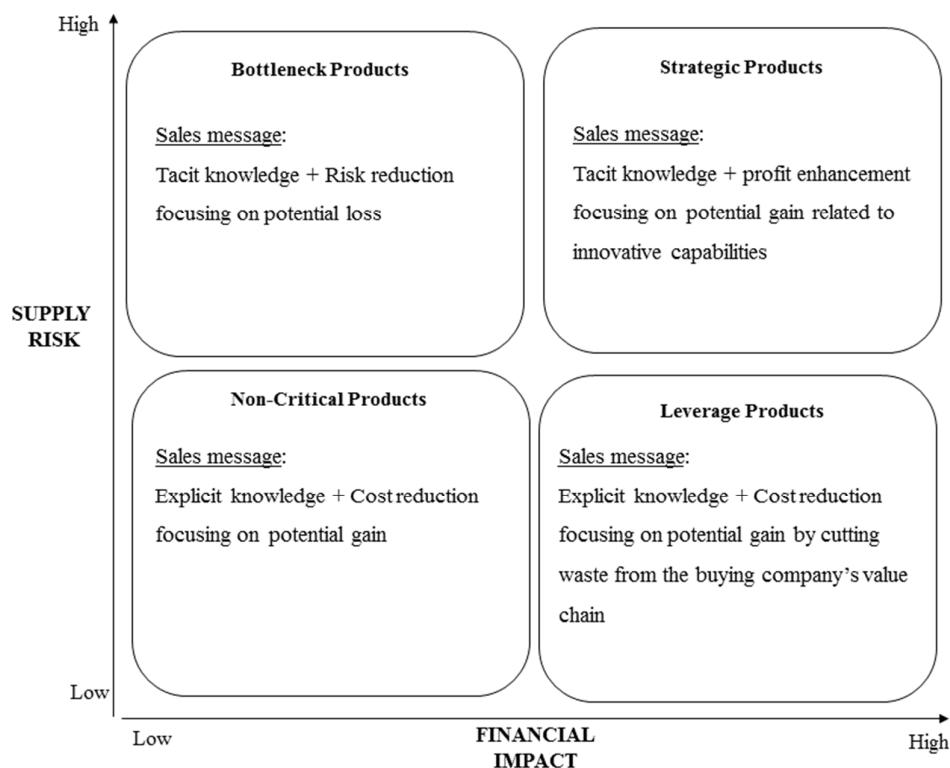 High
Bottleneck Products
Sales message:
Tacit knowledge + Risk reduction
focusing on potential loss
Strategic Products
Sales message:
Tacit knowledge + profit enhancement
focusing on potential gain related to
innovative capabilities
SUPPLY
RISK
Non-Critical Products
Sales message:
Explicit knowledge + Cost reduction
focusing on potential gain
Leverage Products
Sales message:
Explicit knowledge + Cost reduction
focusing on potential gain by cutting
waste from the buying company’s value
chain
Low
Low
FINANCIAL
IMPACT
High